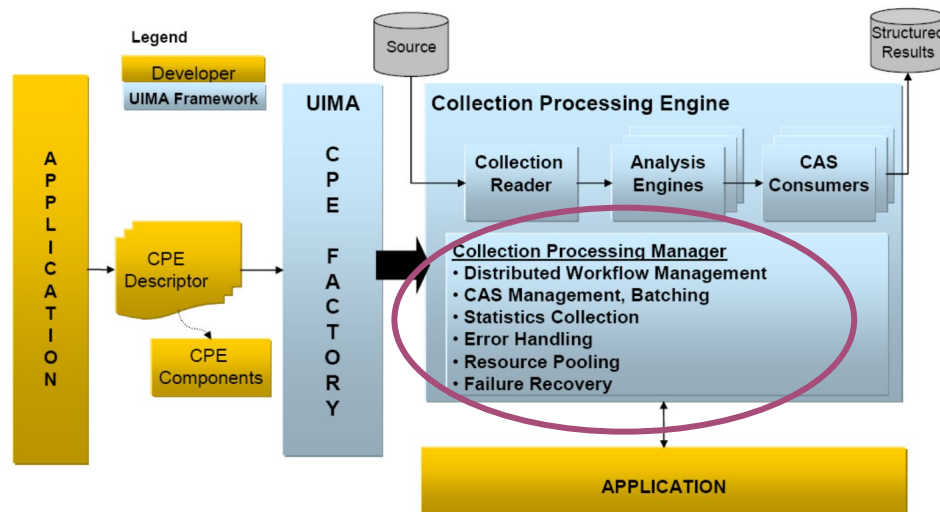 Legend
Developer
UIMA Framework
A
P
P
L
I
C
A
T
I
O
N
CPE
Descriptor
CPE
Components
UIMA
C
P
E
F
A
C
T
O
R
Y
Source
Structured
Results
Collection Processing Engine
Collection
Reader
Analysis
Engines
CAS
Consumers
Collection Processing Manager
• Distributed Workflow Management
• CAS Management, Batching
• Statistics Collection
• Error Handling
• Resource Pooling
• Failure Recovery
APPLICATION